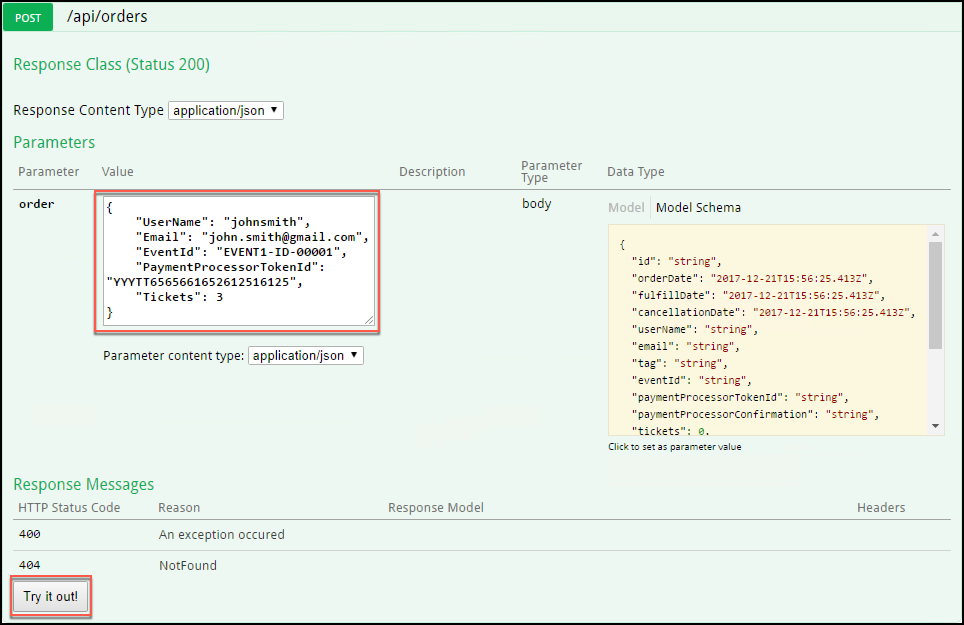 POST /api/orders
Response Class (Status 200)
Response Content Type application/json ▼
Parameters
Parameter Value Description Parameter Type Data Type
order
{
"UserName": "johnsmith",
"Email": "john.smith@gmail.com",
"EventId": "EVENT1-ID-00001",
"PaymentProcessorTokenId":
"YYYTT6565661652612516125",
"Tickets": 3
}
Parameter content type: application/json ▼
body
Model Model Schema
{
"id": "string",
"orderDate": "2017-12-21T15:56:25.413Z",
"fulfillDate": "2017-12-21T15:56:25.413Z",
"cancellationDate": "2017-12-21T15:56:25.413Z",
"userName": "string",
"email": "string",
"tag": "string",
"eventId": "string",
"paymentProcessorTokenId": "string",
"paymentProcessorConfirmation": "string",
"tickets": 0,
Click to set as parameter value
Response Messages
HTTP Status Code Reason Response Model Headers
400 An exception occured
404 NotFound
Try it out!